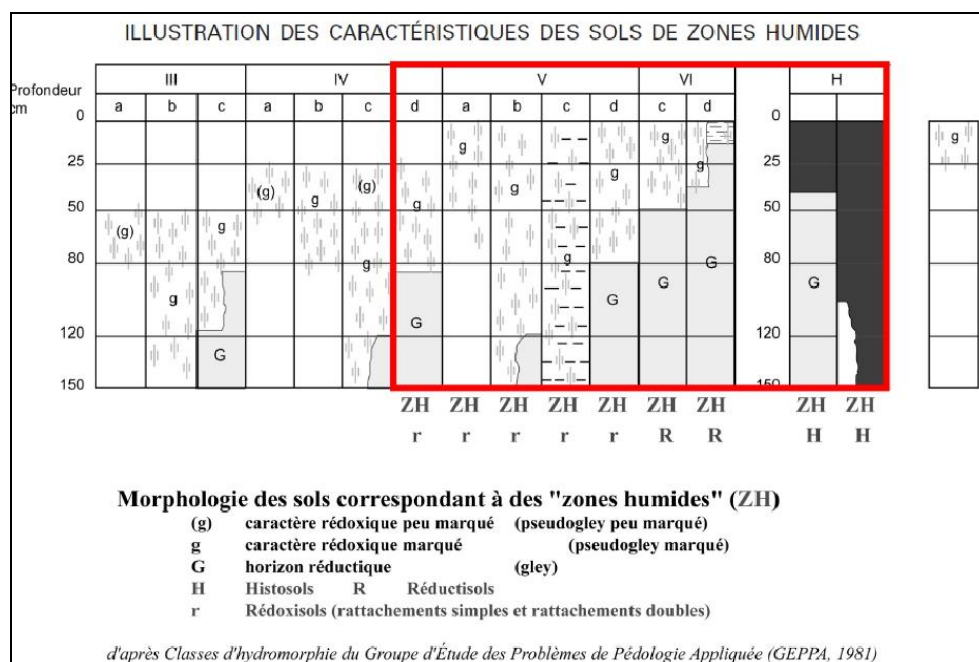 ILLUSTRATION DES CARACTÉRISTIQUES DES SOLS DE ZONES HUMIDES
Profondeur cm
III IV V VI H
a b c a b c d a b c d c d
0 0
25 25
50 50
80 80
120 120
150 150
(g) g g G (g) g (g) g g G g g g g G g G g G G
g
ZH ZH ZH ZH ZH ZH ZH ZH ZH
r r r r r R R H H
Morphologie des sols correspondant à des "zones humides" (ZH)
(g) caractère rédoxique peu marqué (pseudogley peu marqué)
g caractère rédoxique marqué (pseudogley marqué)
G horizon réductique (gley)
H Histosols R Réductisols
r Rédoxisols (rattachements simples et rattachements doubles)
d'après Classes d'hydromorphie du Groupe d'Étude des Problèmes de Pédologie Appliquée (GEPPA, 1981)